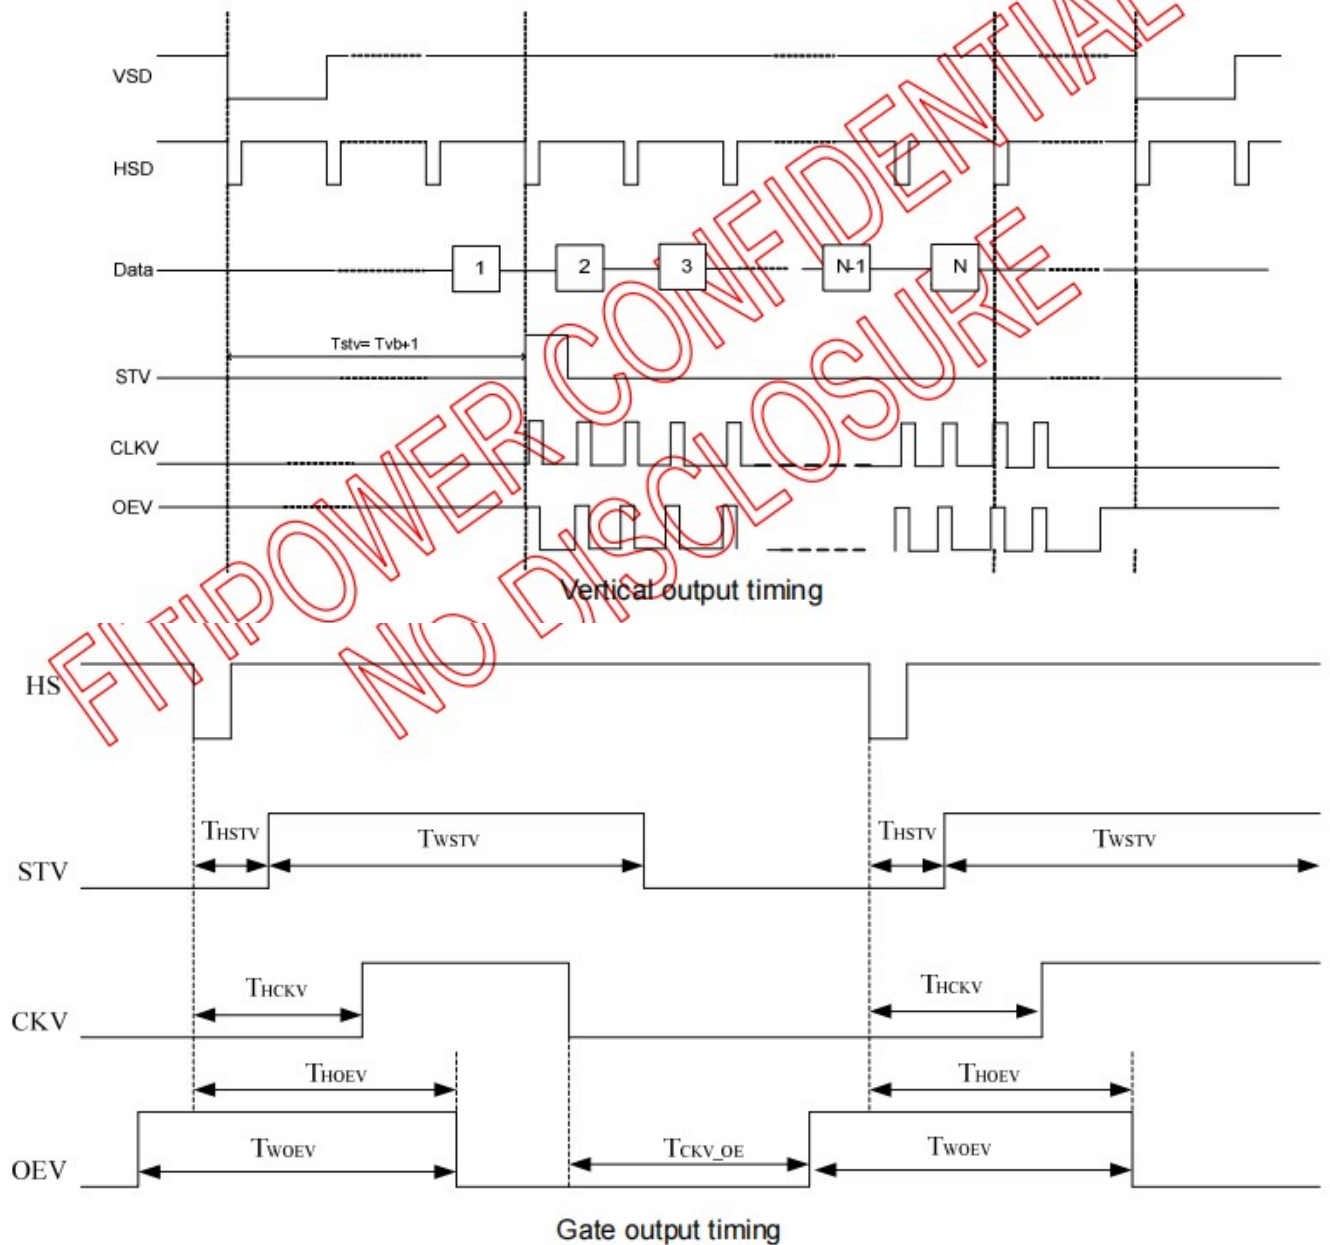 VSD
HSD
Data 1 2 3 N-1 N
Tstv= Tvb+1
STV
CLKV
OEV
Vertical output timing
FITIPOWER CONFIDENTIAL
NO DISCLOSURE
HS
THSTV TWSTV THSTV TWSTV
STV
THCKV THCKV
CKV
THOEV THOEV
TWOEV TCKV_OE TWOEV
OEV
Gate output timing